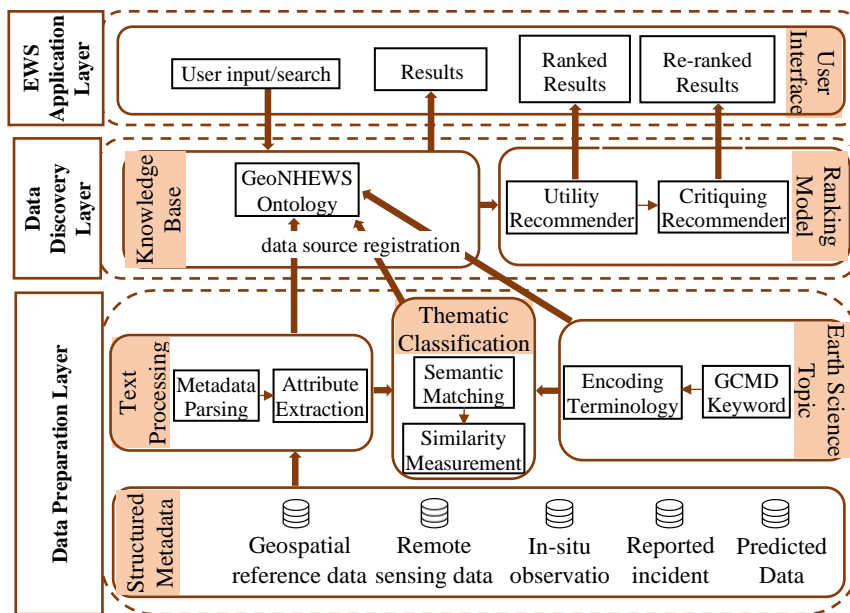 EWS
Application
Layer
User input/search
Results
Ranked
Results
Re-ranked
Results
User
Interface
Data
Discovery
Layer
Knowledge
Base
GeoNHEWS
Ontology
data source registration
Utility
Recommender
Critiquing
Recommender
Ranking
Model
Data Preparation Layer
Text
Processing
Metadata
Parsing
Attribute
Extraction
Thematic
Classification
Semantic
Matching
Similarity
Measurement
Encoding
Terminology
GCMD
Keyword
Earth Science
Topic
Structured
Metadata
Geospatial
reference data
Remote
sensing data
In-situ
observatio
Reported
incident
Predicted
Data